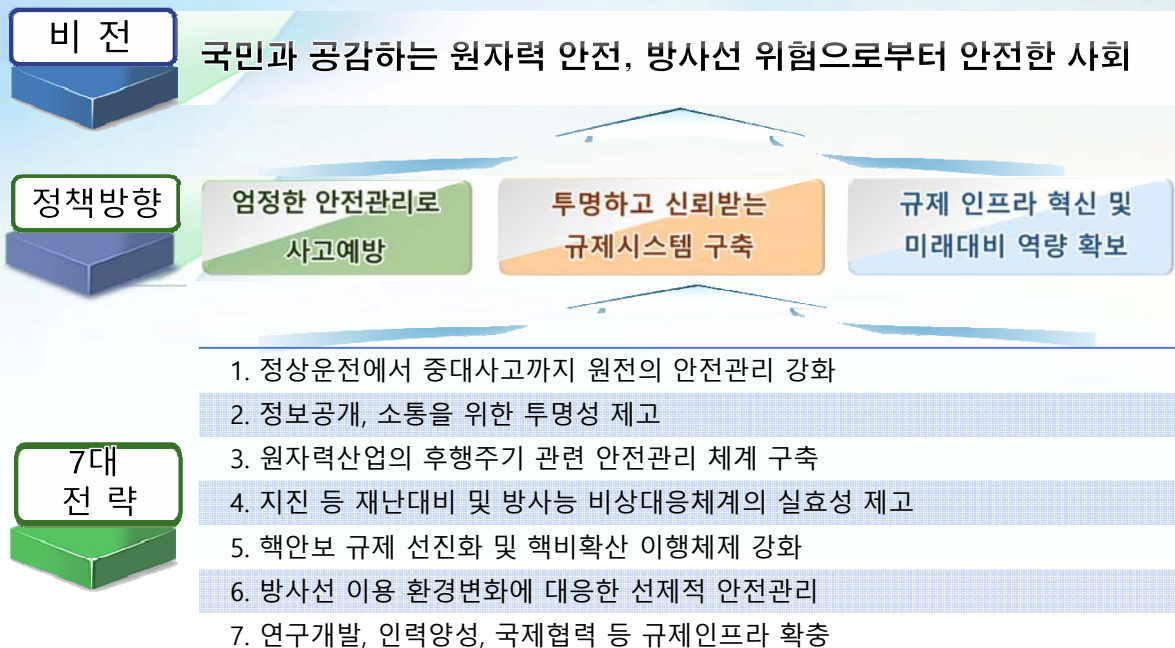 비 전
국민과 공감하는 원자력 안전, 방사선 위험으로부터 안전한 사회
정책방향
엄정한 안전관리로
사고예방
투명하고 신뢰받는
규제시스템 구축
규제 인프라 혁신 및
미래대비 역량 확보
7대
전 략
1. 정상운전에서 중대사고까지 원전의 안전관리 강화
2. 정보공개, 소통을 위한 투명성 제고
3. 원자력산업의 후행주기 관련 안전관리 체계 구축
4. 지진 등 재난대비 및 방사능 비상대응체계의 실효성 제고
5. 핵안보 규제 선진화 및 핵비확산 이행체제 강화
6. 방사선 이용 환경변화에 대응한 선제적 안전관리
7. 연구개발, 인력양성, 국제협력 등 규제인프라 확충